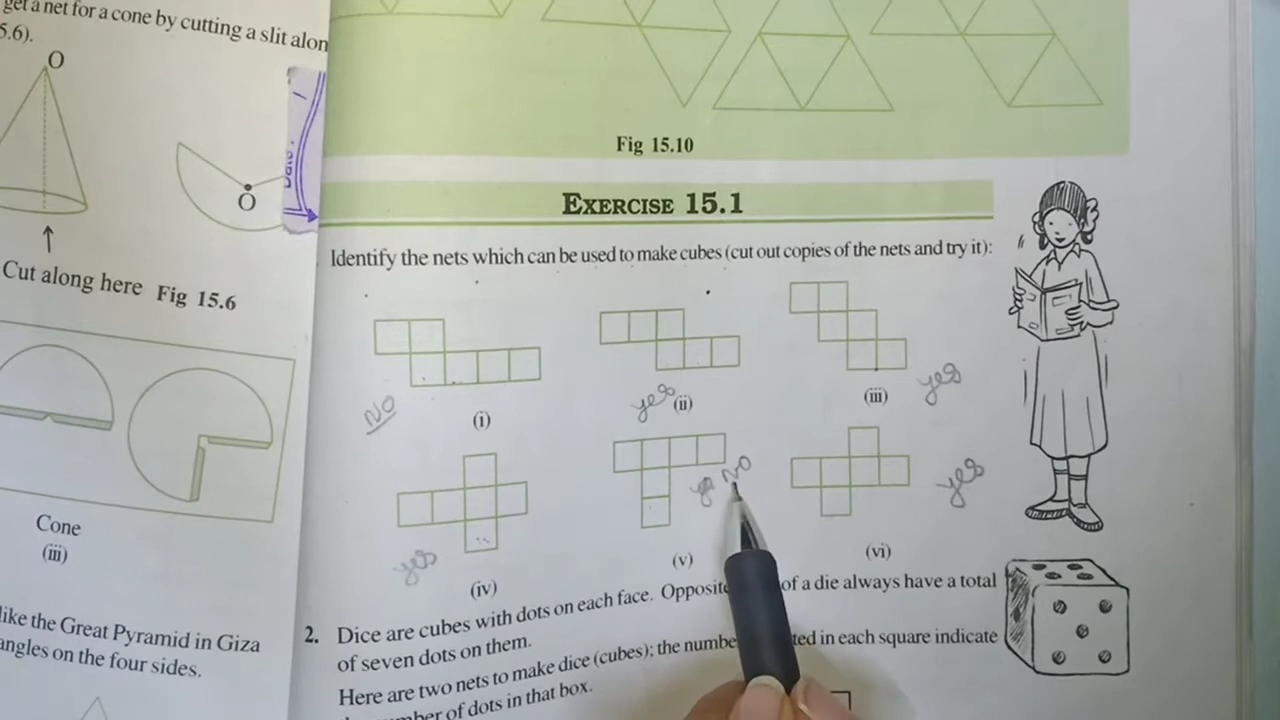 get a net for a cone by cutting a slit alon
5.6).
O
O
Cut along here Fig 15.6
Cone
(iii)
like the Great Pyramid in Giza
angles on the four sides.
Fig 15.10
EXERCISE 15.1
Identify the nets which can be used to make cubes (cut out copies of the nets and try it):
NO
(i)
yes
(ii)
(iii)
yes
yes
(iv)
NO
(v)
yes
(vi)
2. Dice are cubes with dots on each face. Opposite of a die always have a total
of seven dots on them.
Here are two nets to make dice (cubes); the numbe ted in each square indicate
number of dots in that box.